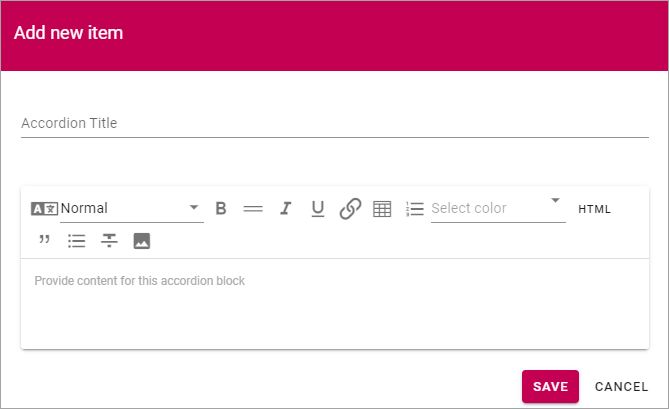 Add new item
Accordion Title
A Normal B I U Select color HTML
Provide content for this accordion block
SAVE CANCEL